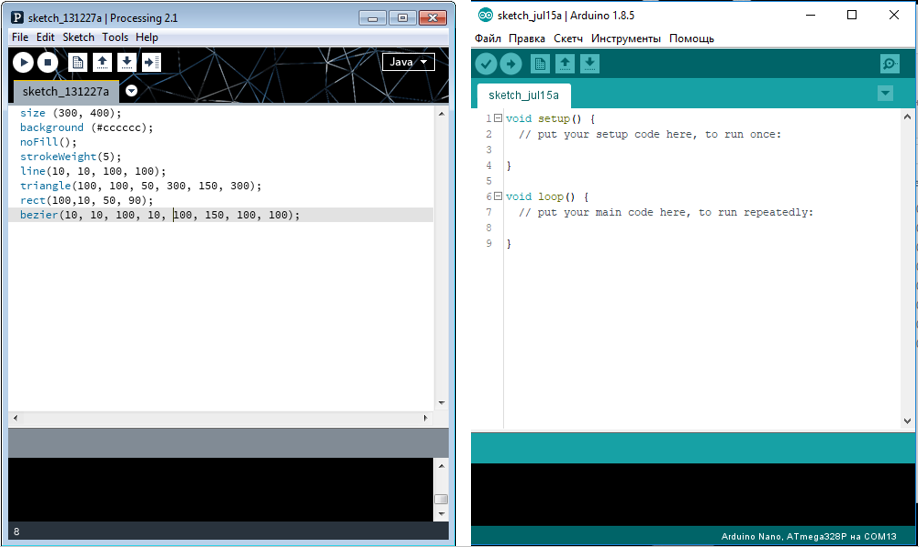 sketch_131227a | Processing 2.1
File Edit Sketch Tools Help
Java
sketch_131227a
size (300, 400);
background (#cccccc);
noFill();
strokeWeight(5);
line(10, 10, 100, 100);
triangle(100, 100, 50, 300, 150, 300);
rect(100,10, 50, 90);
bezier(10, 10, 100, 10, 100, 150, 100, 100);
8
sketch_jul15a | Arduino 1.8.5
Файл Правка Скетч Инструменты Помощь
sketch_jul15a
1 void setup() {
2 // put your setup code here, to run once:
3
4 }
5
6 void loop() {
7 // put your main code here, to run repeatedly:
8
9 }
Arduino Nano, ATmega328P на COM13